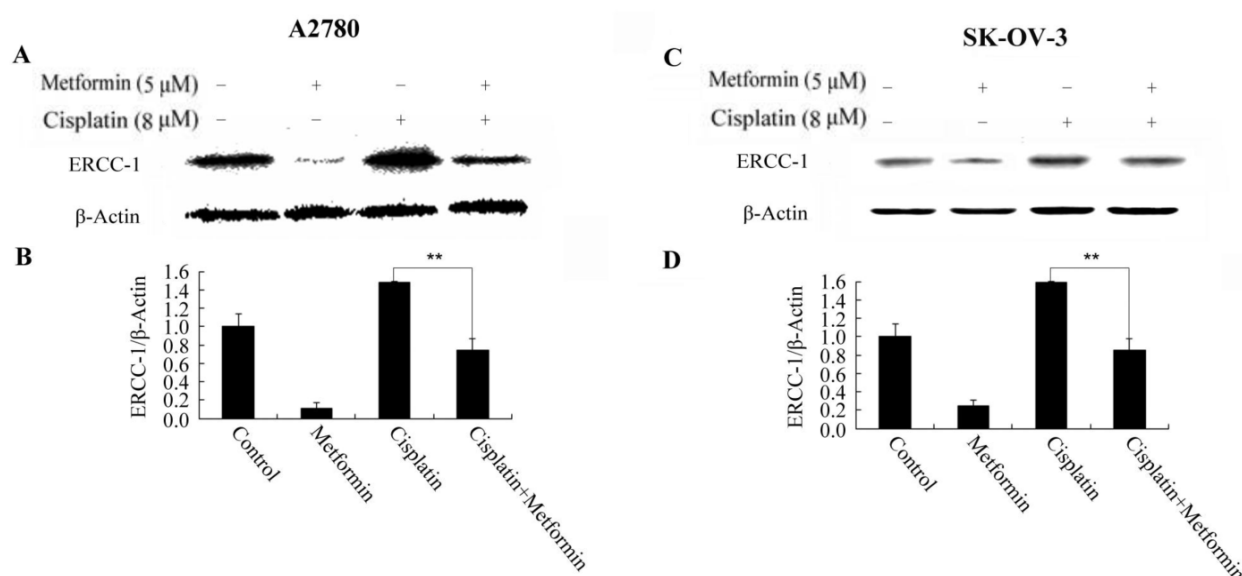 A2780
A
Metformin (5 μM) – + – +
Cisplatin (8 μM) – – + +
ERCC-1
β-Actin
B
**
ERCC-1/β-Actin
1.6
1.4
1.2
1.0
0.8
0.6
0.4
0.2
0.0
Control
Metformin
Cisplatin
Cisplatin+Metformin
SK-OV-3
C
Metformin (5 μM) – + – +
Cisplatin (8 μM) – – + +
ERCC-1
β-Actin
D
**
ERCC-1/β-Actin
1.6
1.4
1.2
1.0
0.8
0.6
0.4
0.2
0.0
Control
Metformin
Cisplatin
Cisplatin+Metformin